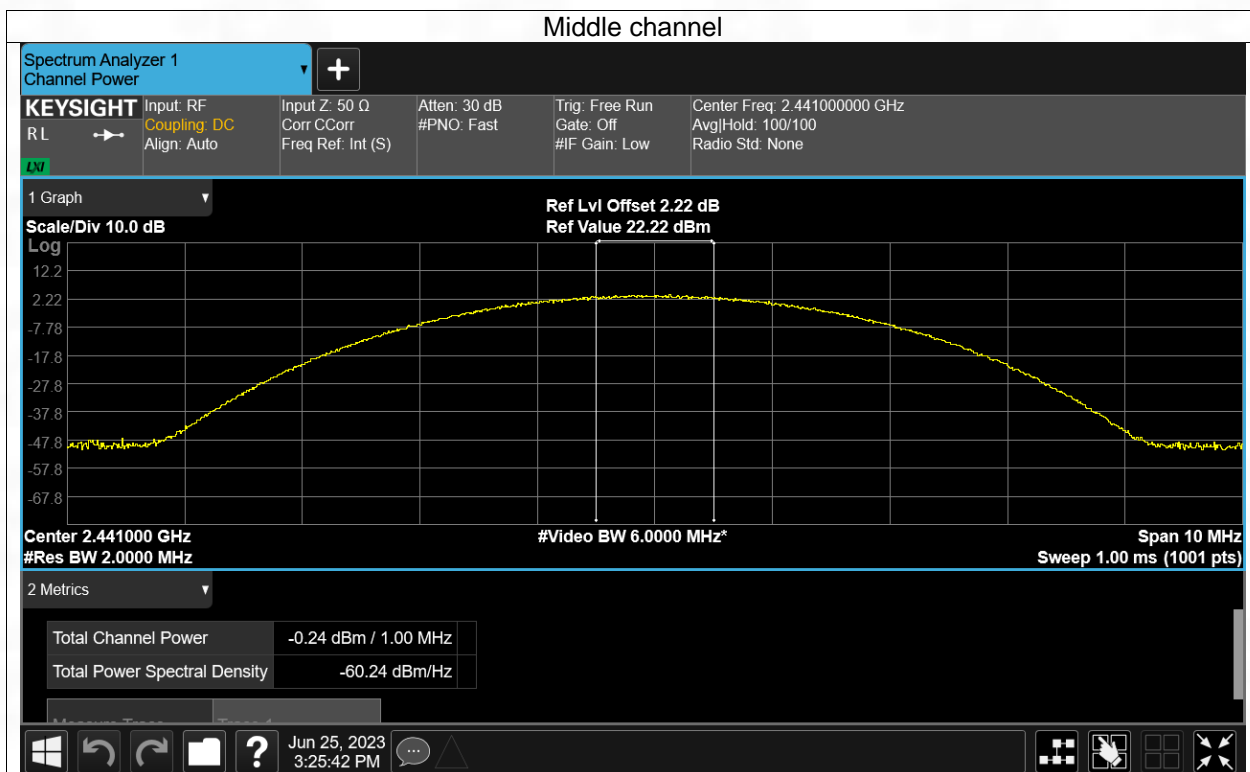 Middle channel
Spectrum Analyzer 1
Channel Power
KEYSIGHT
R L
LXI
Input: RF
Coupling: DC
Align: Auto
Input Z: 50 Ω
Corr CCorr
Freq Ref: Int (S)
Atten: 30 dB
#PNO: Fast
Trig: Free Run
Gate: Off
#IF Gain: Low
Center Freq: 2.441000000 GHz
Avg|Hold: 100/100
Radio Std: None
1 Graph
Scale/Div 10.0 dB
Ref Lvl Offset 2.22 dB
Ref Value 22.22 dBm
Log
12.2
2.22
-7.78
-17.8
-27.8
-37.8
-47.8
-57.8
-67.8
Center 2.441000 GHz
#Res BW 2.0000 MHz
#Video BW 6.0000 MHz*
Span 10 MHz
Sweep 1.00 ms (1001 pts)
2 Metrics
Total Channel Power -0.24 dBm / 1.00 MHz
Total Power Spectral Density -60.24 dBm/Hz
Measure Trace Trace 1
?
Jun 25, 2023
3:25:42 PM